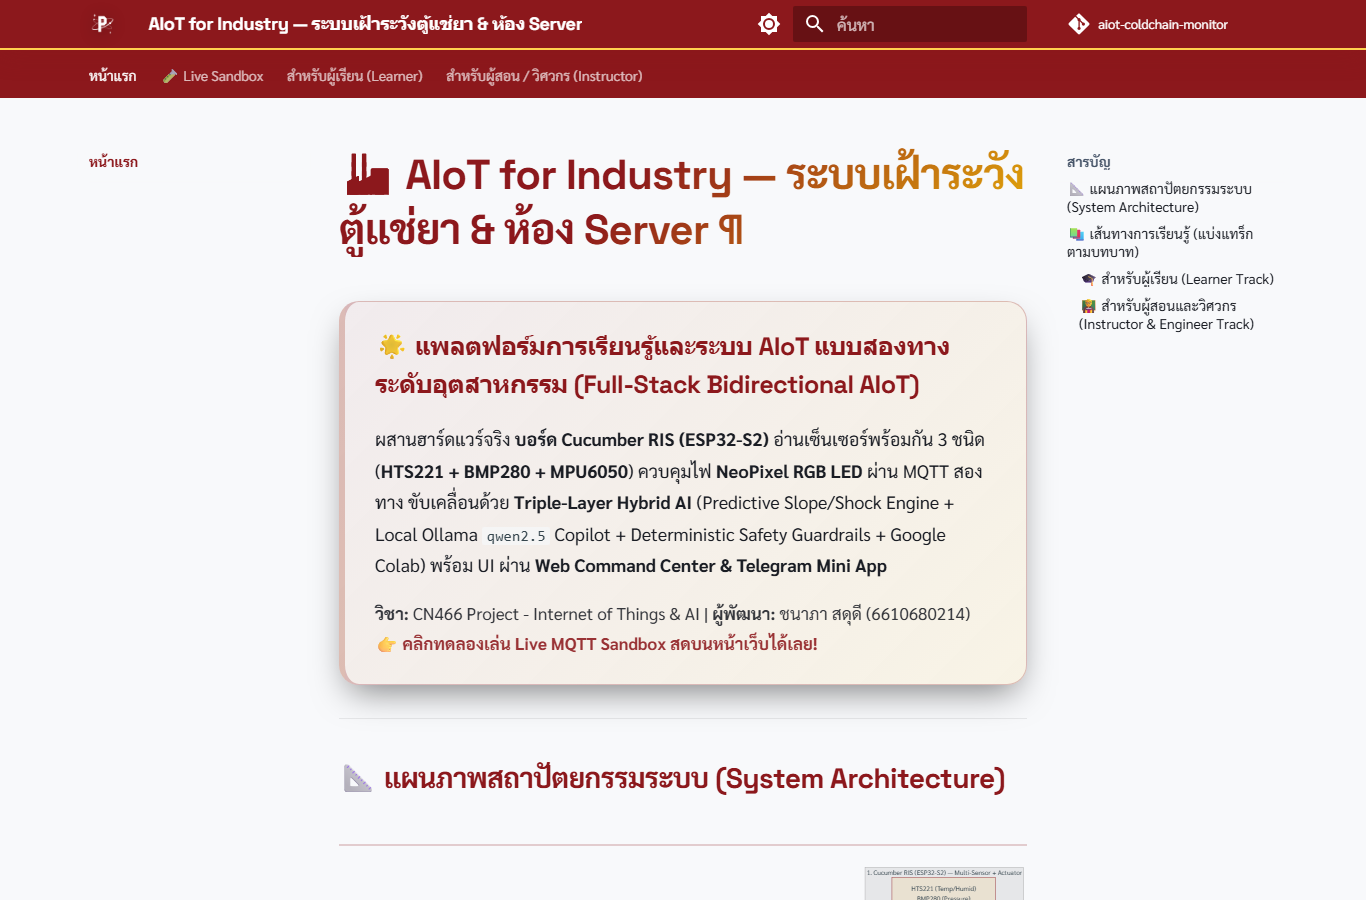 P
AIoT for Industry — ระบบเฝ้าระวังตู้แช่ยา & ห้อง Server
ค้นหา
aiot-coldchain-monitor
หน้าแรก
Live Sandbox
สำหรับผู้เรียน (Learner)
สำหรับผู้สอน / วิศวกร (Instructor)
หน้าแรก
AIoT for Industry — ระบบเฝ้าระวัง
ตู้แช่ยา & ห้อง Server ¶
แพลตฟอร์มการเรียนรู้และระบบ AIoT แบบสองทาง
ระดับอุตสาหกรรม (Full-Stack Bidirectional AIoT)
ผสานฮาร์ดแวร์จริง บอร์ด Cucumber RIS (ESP32-S2) อ่านเซ็นเซอร์พร้อมกัน 3 ชนิด
(HTS221 + BMP280 + MPU6050) ควบคุมไฟ NeoPixel RGB LED ผ่าน MQTT สอง
ทาง ขับเคลื่อนด้วย Triple-Layer Hybrid AI (Predictive Slope/Shock Engine +
Local Ollama qwen2.5 Copilot + Deterministic Safety Guardrails + Google
Colab) พร้อม UI ผ่าน Web Command Center & Telegram Mini App
วิชา: CN466 Project - Internet of Things & AI | ผู้พัฒนา: ชนาภา สดุดี (6610680214)
คลิกทดลองเล่น Live MQTT Sandbox สดบนหน้าเว็บได้เลย!
แผนภาพสถาปัตยกรรมระบบ (System Architecture)
1. Cucumber RIS (ESP32-S2) — Multi-Sensor + Actuator
HTS221 (Temp/Humid)
BMP280 (Pressure)
สารบัญ
แผนภาพสถาปัตยกรรมระบบ
(System Architecture)
เส้นทางการเรียนรู้ (แบ่งแทร็ก
ตามบทบาท)
สำหรับผู้เรียน (Learner Track)
สำหรับผู้สอนและวิศวกร
(Instructor & Engineer Track)